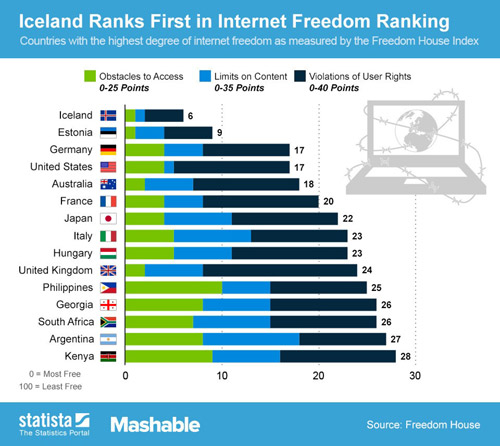 Iceland Ranks First in Internet Freedom Ranking
Countries with the highest degree of internet freedom as measured by the Freedom House Index
Obstacles to Access
0-25 Points
Limits on Content
0-35 Points
Violations of User Rights
0-40 Points
Iceland 6
Estonia 9
Germany 17
United States 17
Australia 18
France 20
Japan 22
Italy 23
Hungary 23
United Kingdom 24
Philippines 25
Georgia 26
South Africa 26
Argentina 27
Kenya 28
0 = Most Free
100 = Least Free
0 10 20 30
statista
The Statistics Portal
Mashable
Source: Freedom House